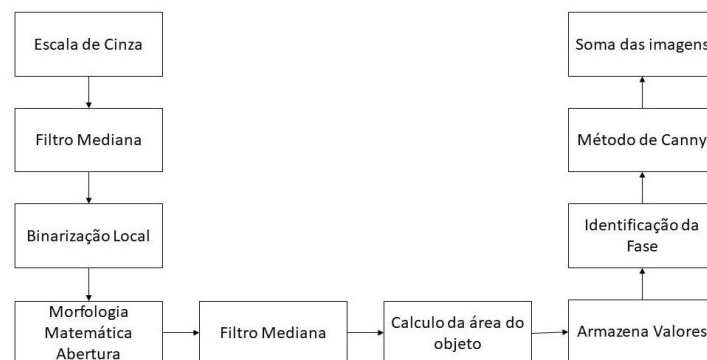 Escala de Cinza
Filtro Mediana
Binarização Local
Morfologia
Matemática
Abertura
Filtro Mediana
Calculo da área do
objeto
Armazena Valores
Identificação da
Fase
Método de Canny
Soma das imagens